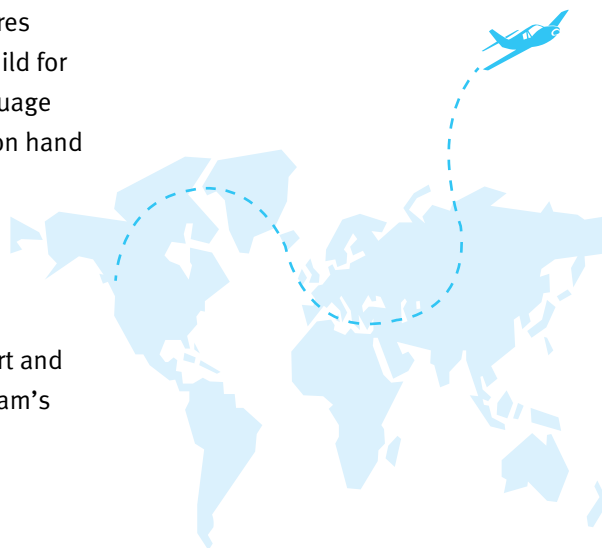 res
ild for
uage
on hand
rt and
am’s